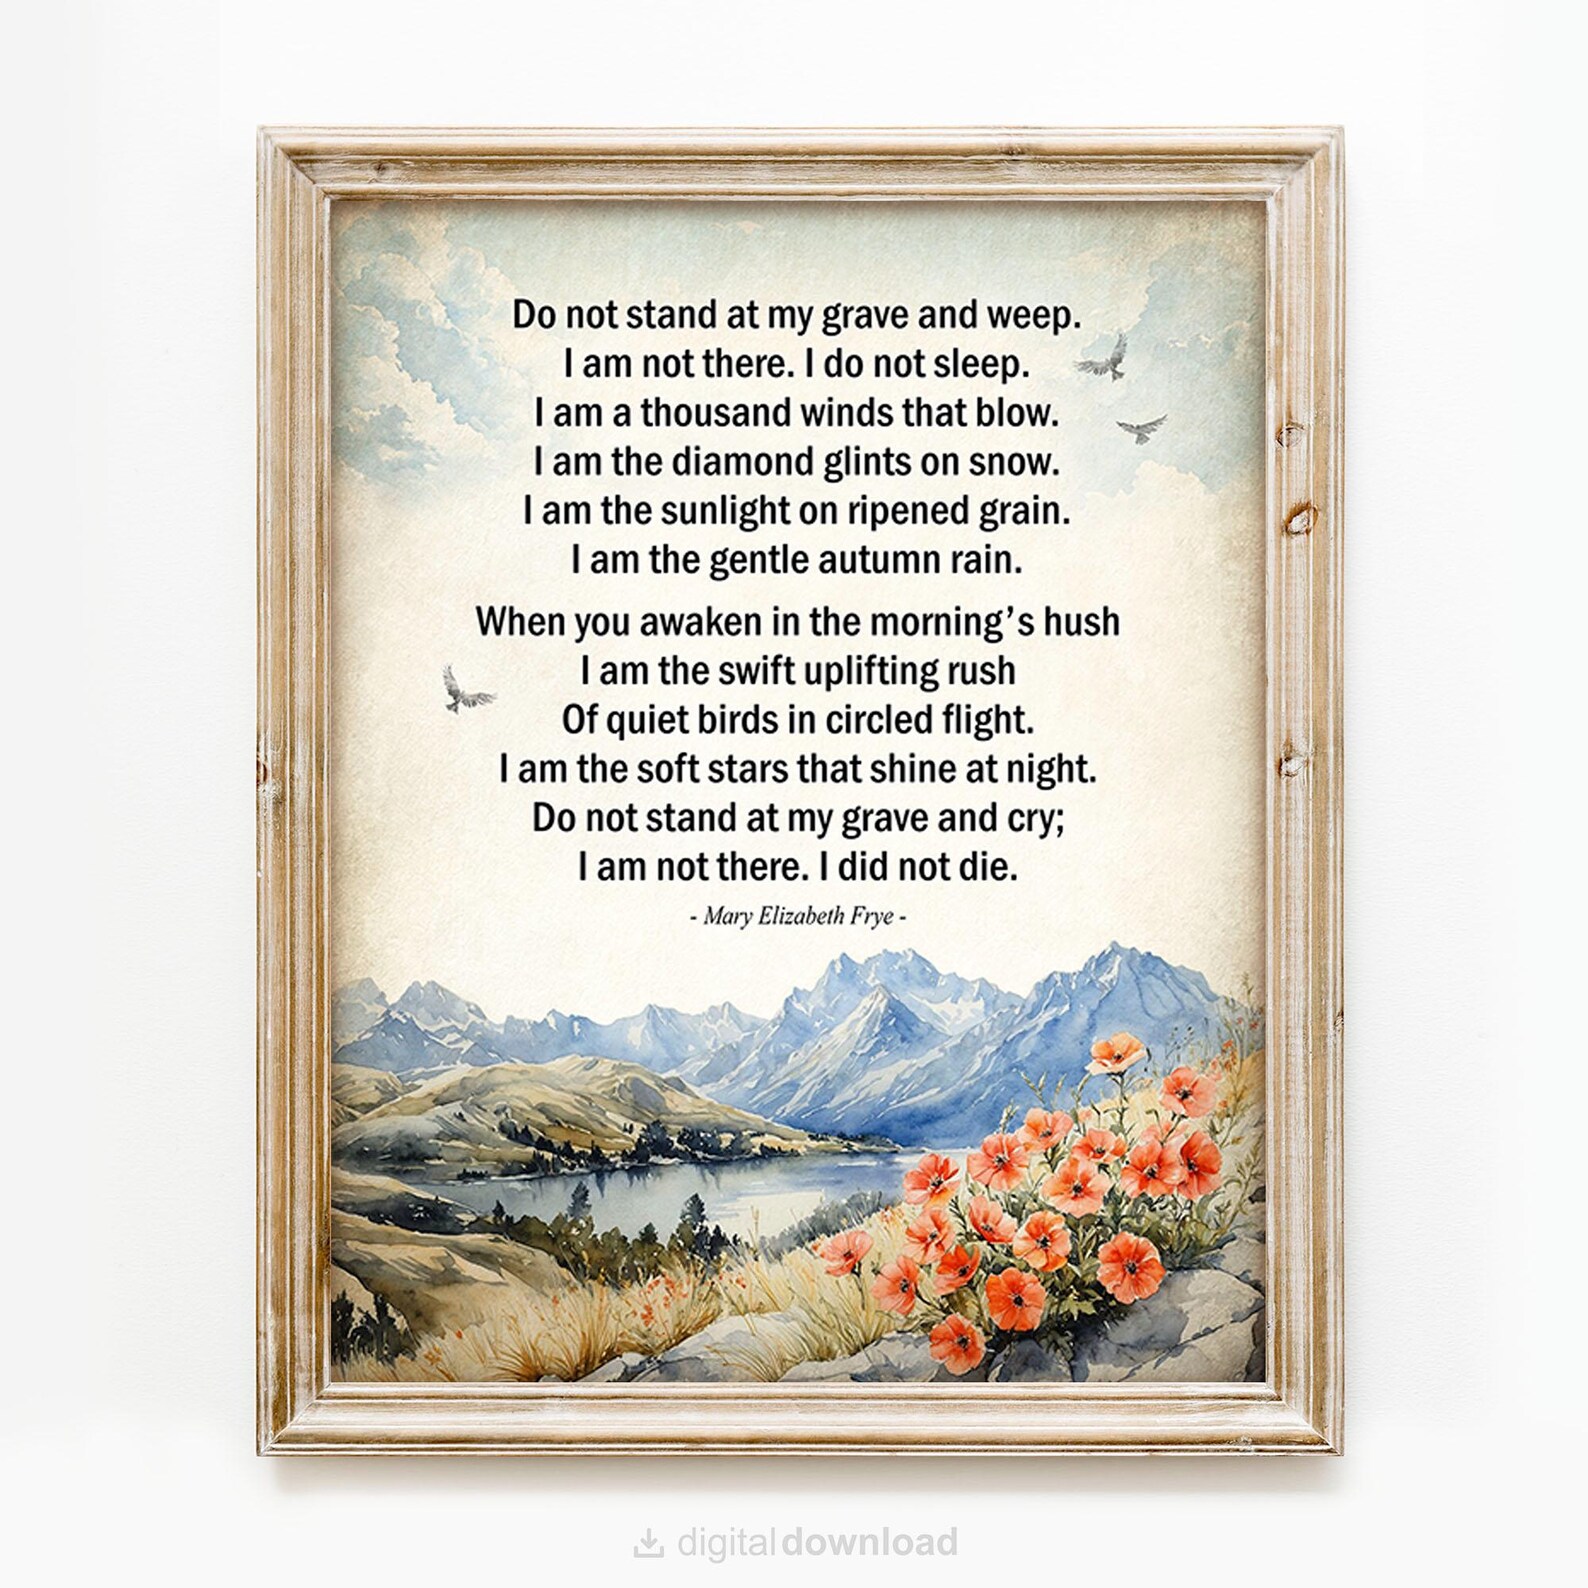 Do not stand at my grave and weep.
I am not there. I do not sleep.
I am a thousand winds that blow.
I am the diamond glints on snow.
I am the sunlight on ripened grain.
I am the gentle autumn rain.
When you awaken in the morning's hush
I am the swift uplifting rush
Of quiet birds in circled flight.
I am the soft stars that shine at night.
Do not stand at my grave and cry;
I am not there. I did not die.
- Mary Elizabeth Frye -
digitaldownload